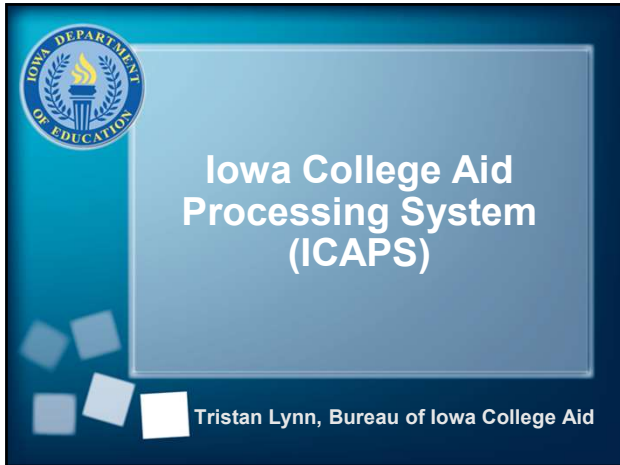 IOWA DEPARTMENT
OF EDUCATION
Iowa College Aid
Processing System
(ICAPS)
Tristan Lynn, Bureau of Iowa College Aid